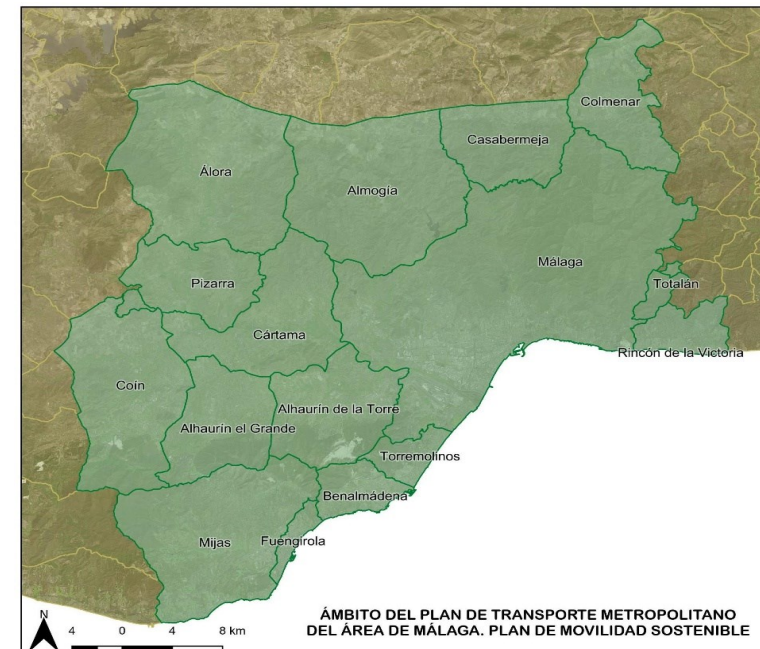 Colmenar
Casabermeja
Álora
Almogía
Málaga
Pizarra
Totalán
Cártama
Rincón de la Victoria
Coín
Alhaurín de la Torre
Alhaurín el Grande
Torremolinos
Benalmádena
Mijas
Fuengirola
N
4 0 4 8 km
ÁMBITO DEL PLAN DE TRANSPORTE METROPOLITANO
DEL ÁREA DE MÁLAGA. PLAN DE MOVILIDAD SOSTENIBLE